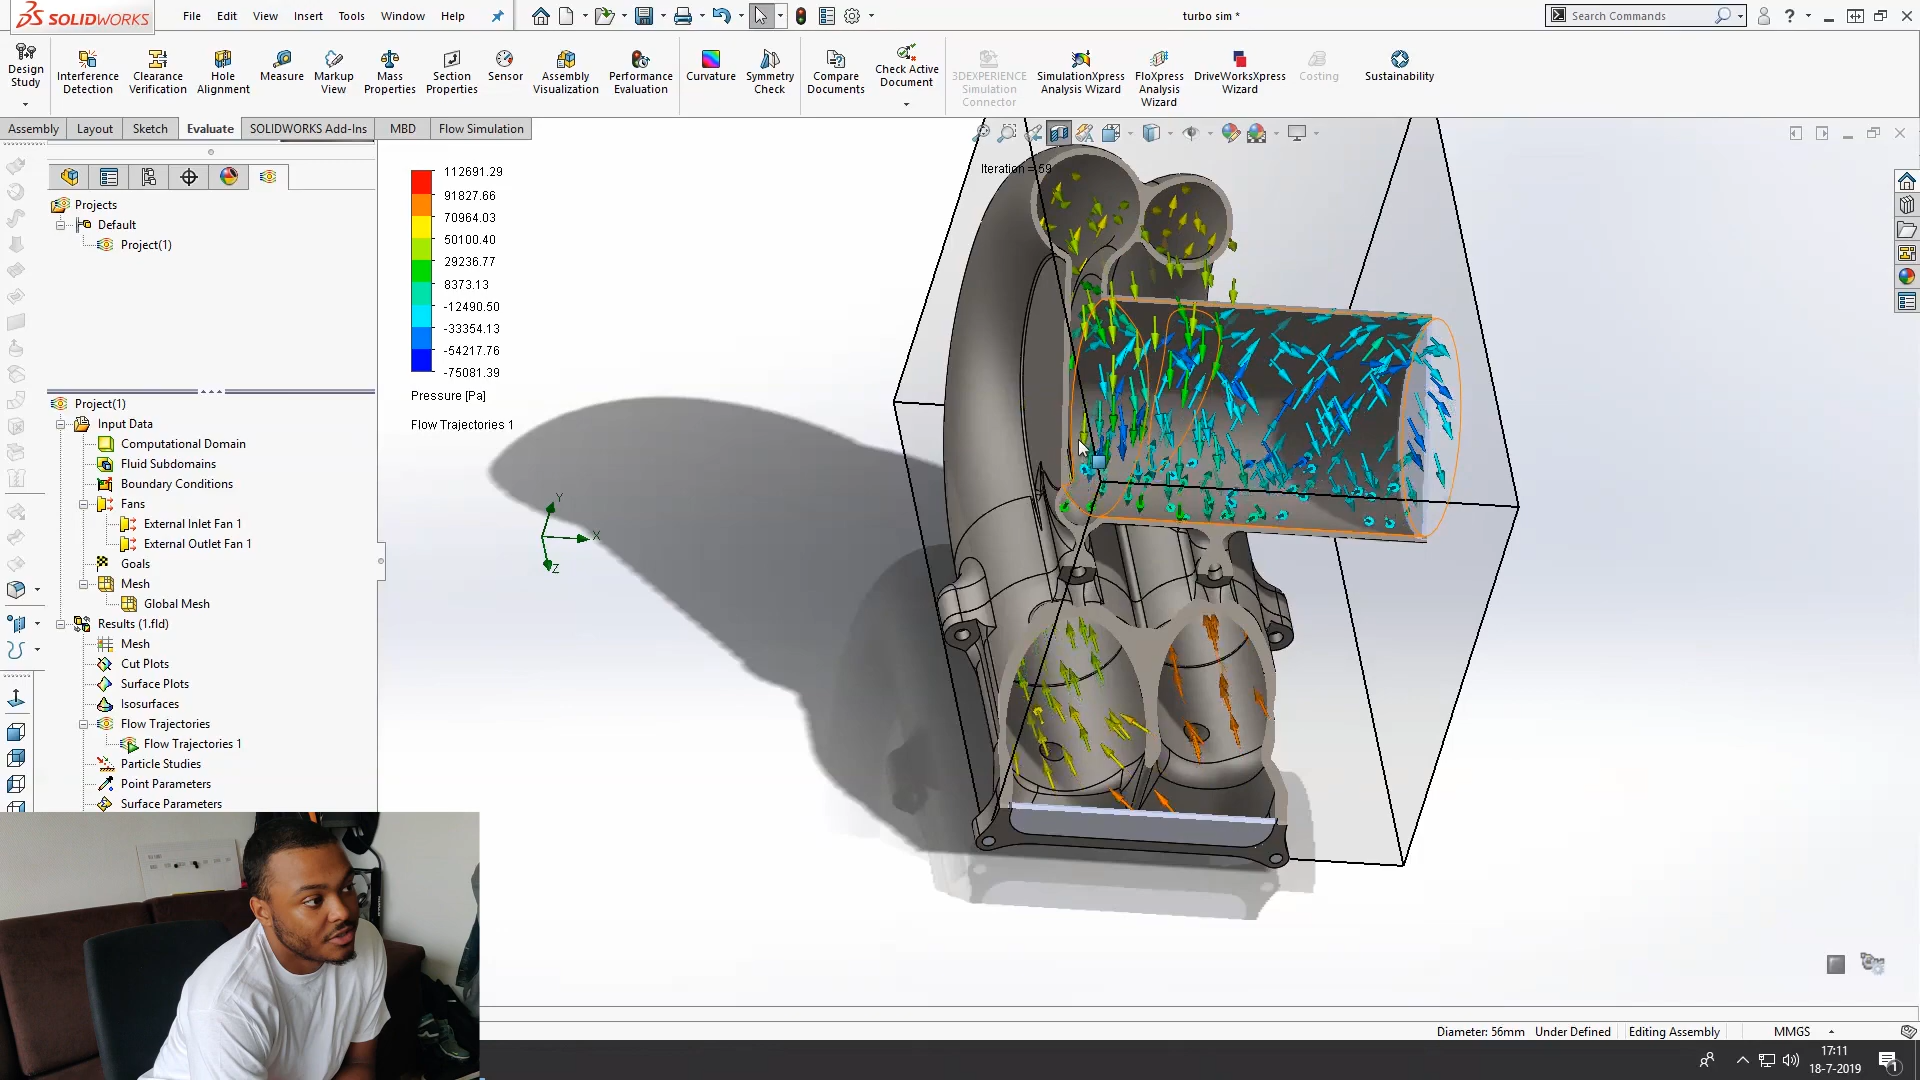 SOLIDWORKS
File Edit View Insert Tools Window Help
turbo sim *
Search Commands
Design Study
Interference Detection
Clearance Verification
Hole Alignment
Measure
Markup View
Mass Properties
Section Properties
Sensor
Assembly Visualization
Performance Evaluation
Curvature
Symmetry Check
Compare Documents
Check Active Document
3DEXPERIENCE Simulation Connector
SimulationXpress Analysis Wizard
FloXpress Analysis Wizard
DriveWorksXpress Wizard
Costing
Sustainability
Assembly Layout Sketch Evaluate SOLIDWORKS Add-Ins MBD Flow Simulation
Iteration = 59
Projects
Default
Project(1)
112691.29
91827.66
70964.03
50100.40
29236.77
8373.13
-12490.50
-33354.13
-54217.76
-75081.39
Pressure [Pa]
Flow Trajectories 1
Y
X
Z
Project(1)
Input Data
Computational Domain
Fluid Subdomains
Boundary Conditions
Fans
External Inlet Fan 1
External Outlet Fan 1
Goals
Mesh
Global Mesh
Results (1.fld)
Mesh
Cut Plots
Surface Plots
Isosurfaces
Flow Trajectories
Flow Trajectories 1
Particle Studies
Point Parameters
Surface Parameters
Diameter: 56mm Under Defined Editing Assembly MMGS
17:11
18-7-2019
1